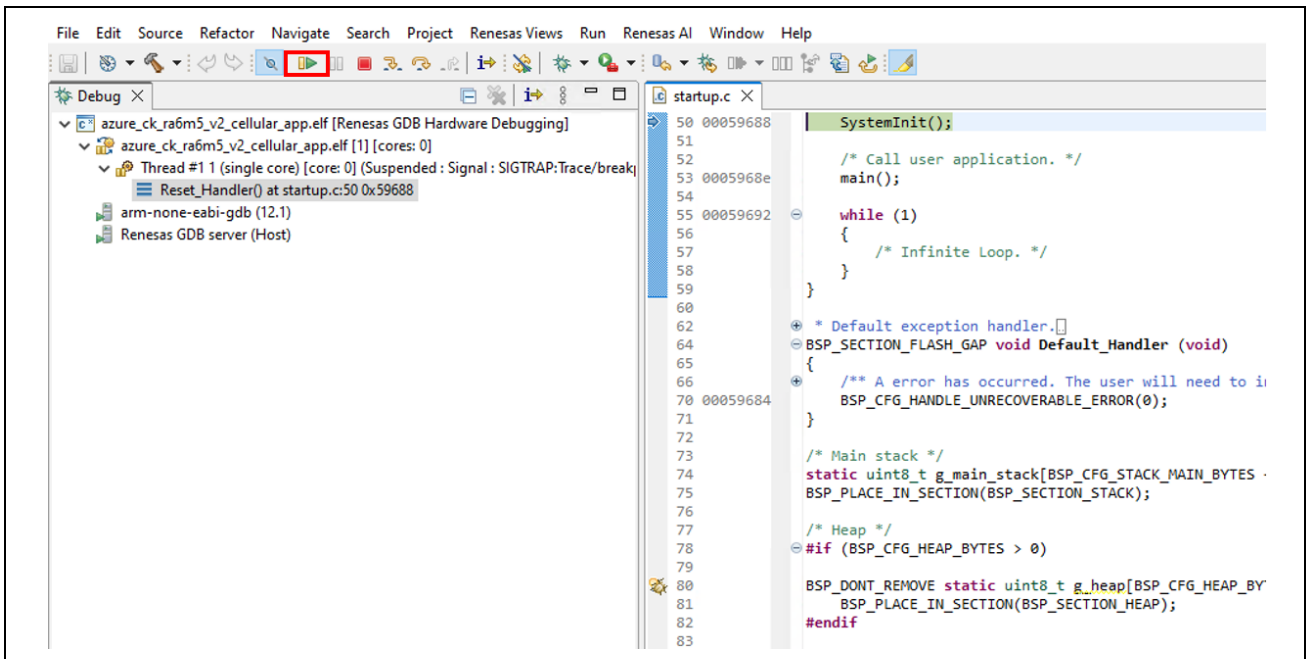 File Edit Source Refactor Navigate Search Project Renesas Views Run Renesas AI Window Help
Debug
azure_ck_ra6m5_v2_cellular_app.elf [Renesas GDB Hardware Debugging]
azure_ck_ra6m5_v2_cellular_app.elf [1] [cores: 0]
Thread #1 1 (single core) [core: 0] (Suspended : Signal : SIGTRAP:Trace/break
Reset_Handler() at startup.c:50 0x59688
arm-none-eabi-gdb (12.1)
Renesas GDB server (Host)
startup.c
50 00059688 SystemInit();
51
52 /* Call user application. */
53 0005968e main();
54
55 00059692 while (1)
56 {
57 /* Infinite Loop. */
58 }
59 }
60
62 * Default exception handler.
64 BSP_SECTION_FLASH_GAP void Default_Handler (void)
65 {
66 /** A error has occurred. The user will need to i
70 00059684 BSP_CFG_HANDLE_UNRECOVERABLE_ERROR(0);
71 }
72
73 /* Main stack */
74 static uint8_t g_main_stack[BSP_CFG_STACK_MAIN_BYTES
75 BSP_PLACE_IN_SECTION(BSP_SECTION_STACK);
76
77 /* Heap */
78 #if (BSP_CFG_HEAP_BYTES > 0)
79
80 BSP_DONT_REMOVE static uint8_t g_heap[BSP_CFG_HEAP_BY
81 BSP_PLACE_IN_SECTION(BSP_SECTION_HEAP);
82 #endif
83